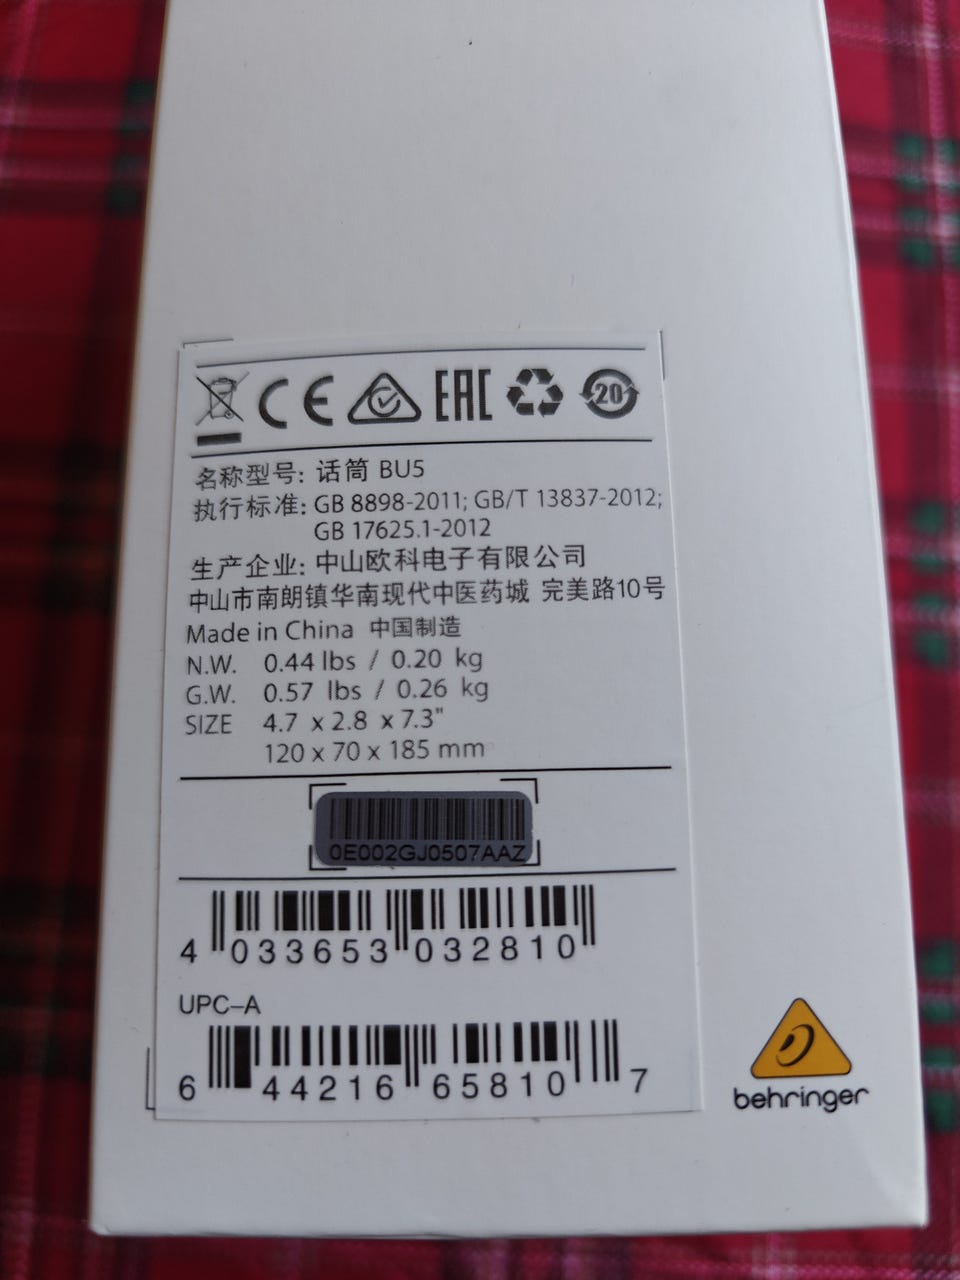 CE EAC 20
名称型号: 话筒 BU5
执行标准: GB 8898-2011; GB/T 13837-2012;
GB 17625.1-2012
生产企业: 中山欧科电子有限公司
中山市南朗镇华南现代中医药城 完美路10号
Made in China 中国制造
N.W. 0.44 lbs / 0.20 kg
G.W. 0.57 lbs / 0.26 kg
SIZE 4.7 x 2.8 x 7.3"
120 x 70 x 185 mm
0E002GJ0507AAZ
4 033653 032810
UPC–A
6 44216 65810 7
behringer